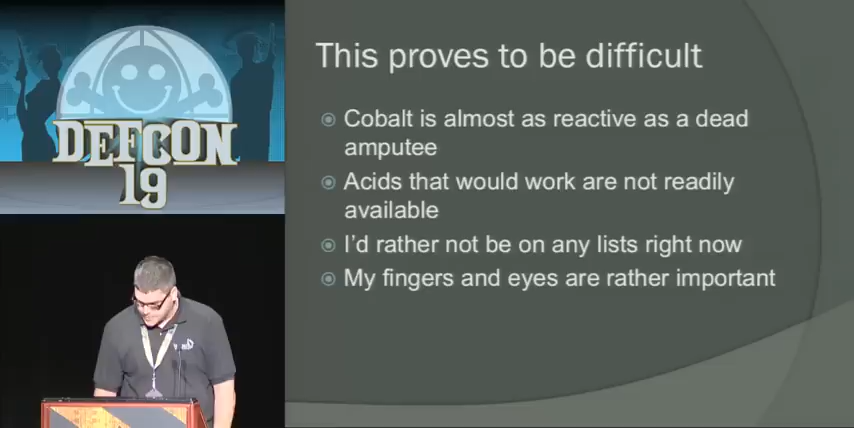 DEFCON
19
This proves to be difficult
Cobalt is almost as reactive as a dead
amputee
Acids that would work are not readily
available
I'd rather not be on any lists right now
My fingers and eyes are rather important